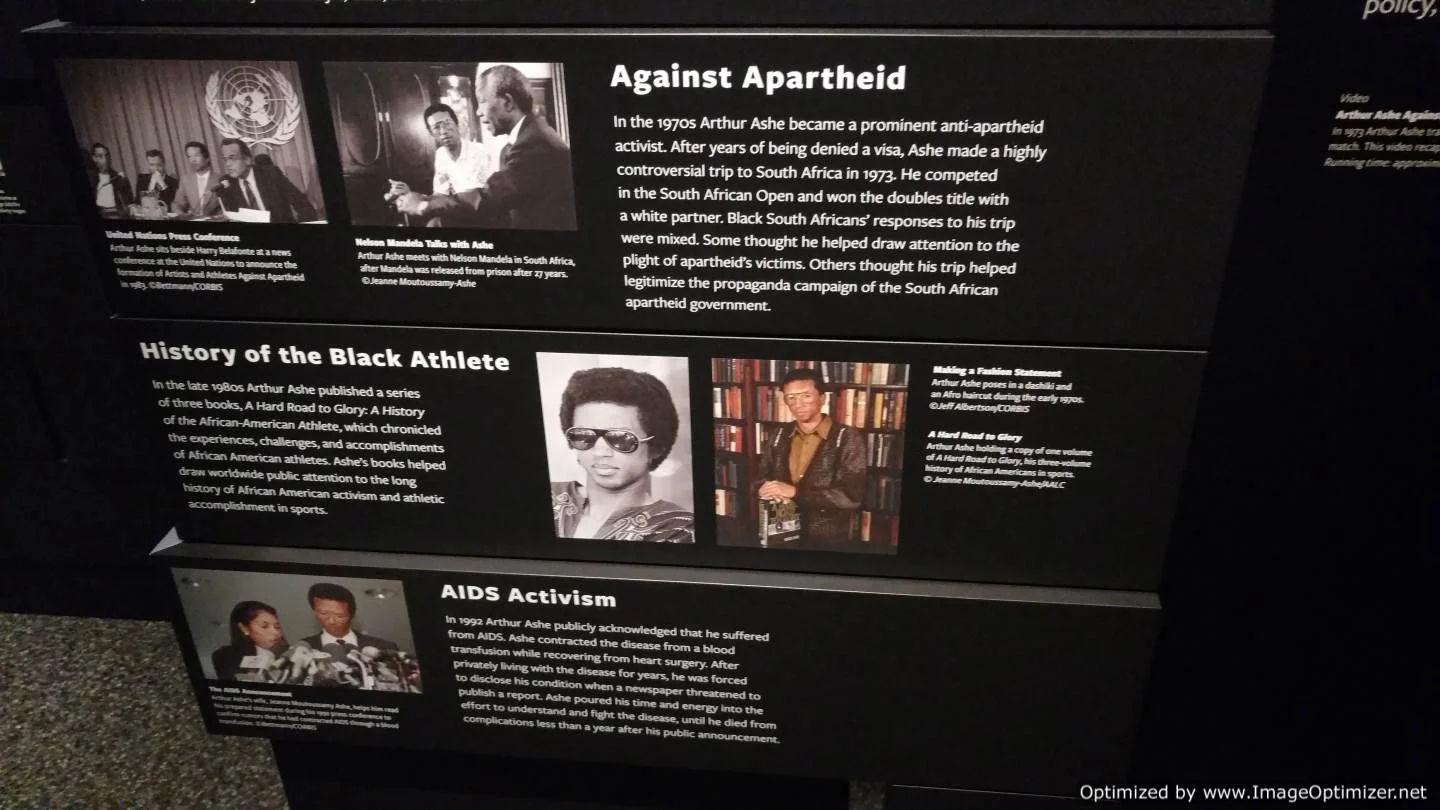 policy,
Against Apartheid
In the 1970s Arthur Ashe became a prominent anti-apartheid
activist. After years of being denied a visa, Ashe made a highly
controversial trip to South Africa in 1973. He competed
in the South African Open and won the doubles title with
a white partner. Black South Africans' responses to his trip
were mixed. Some thought he helped draw attention to the
plight of apartheid's victims. Others thought his trip helped
legitimize the propaganda campaign of the South African
apartheid government.
United Nations Press Conference
Arthur Ashe sits beside Harry Belafonte at a news
conference at the United Nations to announce the
formation of Artists and Athletes Against Apartheid
in 1983. ©Bettmann/CORBIS
Nelson Mandela Talks with Ashe
Arthur Ashe meets with Nelson Mandela in South Africa,
after Mandela was released from prison after 27 years.
©Jeanne Moutoussamy-Ashe
Video
Arthur Ashe Agains
In 1973 Arthur Ashe tra
match. This video recap
Running time: approxim
History of the Black Athlete
In the late 1980s Arthur Ashe published a series
of three books, A Hard Road to Glory: A History
of the African-American Athlete, which chronicled
the experiences, challenges, and accomplishments
of African American athletes. Ashe's books helped
draw worldwide public attention to the long
history of African American activism and athletic
accomplishment in sports.
Making a Fashion Statement
Arthur Ashe poses in a dashiki and
an Afro haircut during the early 1970s.
©Jeff Albertson/CORBIS
A Hard Road to Glory
Arthur Ashe holding a copy of one volume
of A Hard Road to Glory, his three-volume
history of African Americans in sports.
© Jeanne Moutoussamy-Ashe/AALC
AIDS Activism
In 1992 Arthur Ashe publicly acknowledged that he suffered
from AIDS. Ashe contracted the disease from a blood
transfusion while recovering from heart surgery. After
privately living with the disease for years, he was forced
to disclose his condition when a newspaper threatened to
publish a report. Ashe poured his time and energy into the
effort to understand and fight the disease, until he died from
complications less than a year after his public announcement.
The AIDS Announcement
Arthur Ashe's wife, Jeanne Moutoussamy Ashe, helps him read
his prepared statement during his 1992 press conference to
confirm rumors that he had contracted AIDS through a blood
transfusion. ©Bettmann/CORBIS
Optimized by www.ImageOptimizer.net